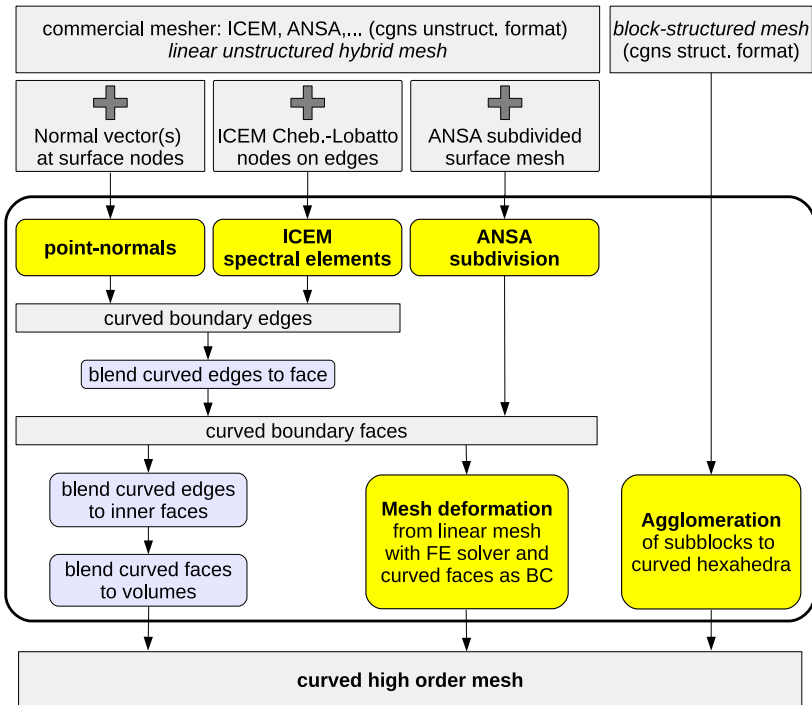 commercial mesher: ICEM, ANSA,... (cgns unstruct. format)
linear unstructured hybrid mesh
block-structured mesh
(cgns struct. format)
Normal vector(s)
at surface nodes
ICEM Cheb.-Lobatto
nodes on edges
ANSA subdivided
surface mesh
point-normals
ICEM
spectral elements
ANSA
subdivision
curved boundary edges
blend curved edges to face
curved boundary faces
blend curved edges
to inner faces
blend curved faces
to volumes
Mesh deformation
from linear mesh
with FE solver and
curved faces as BC
Agglomeration
of subblocks to
curved hexahedra
curved high order mesh